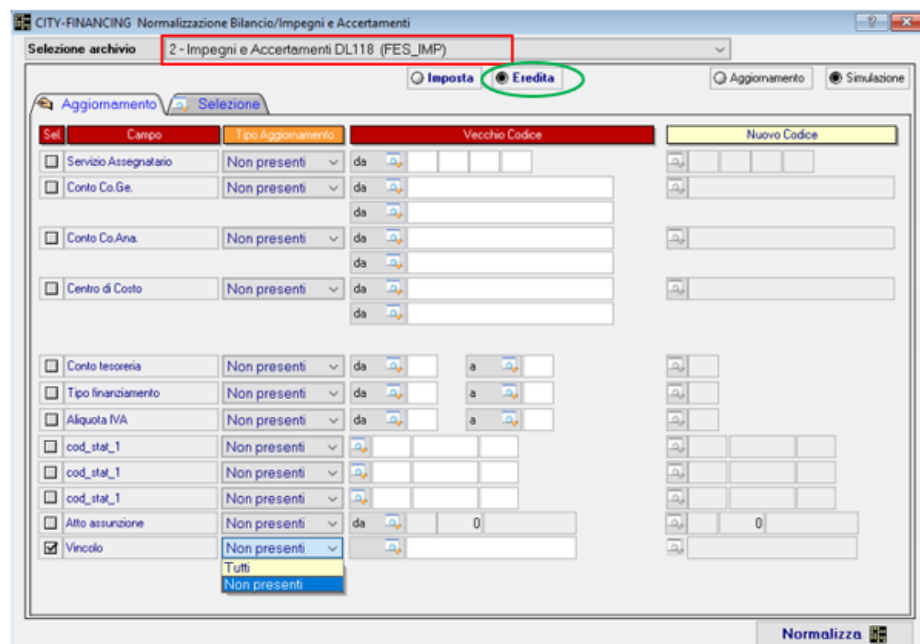 CITY-FINANCING Normalizzazione Bilancio/Impegni e Accertamenti
Selezione archivio 2 - Impegni e Accertamenti DL118 (FES_IMP)
Imposta Eredita Aggiornamento Simulazione
Aggiornamento Selezione
Sel. Campo Tipo Aggiornamento Vecchio Codice Nuovo Codice
Servizio Assegnatario Non presenti da
Conto Co.Ge. Non presenti da
da
Conto Co.Ana. Non presenti da
da
Centro di Costo Non presenti da
da
Conto tesoreria Non presenti da a
Tipo finanziamento Non presenti da a
Aliquota IVA Non presenti da a
cod_stat_1 Non presenti
cod_stat_1 Non presenti
cod_stat_1 Non presenti
Atto assunzione Non presenti da 0 0
Vincolo Non presenti
Tutti
Non presenti
Normalizza